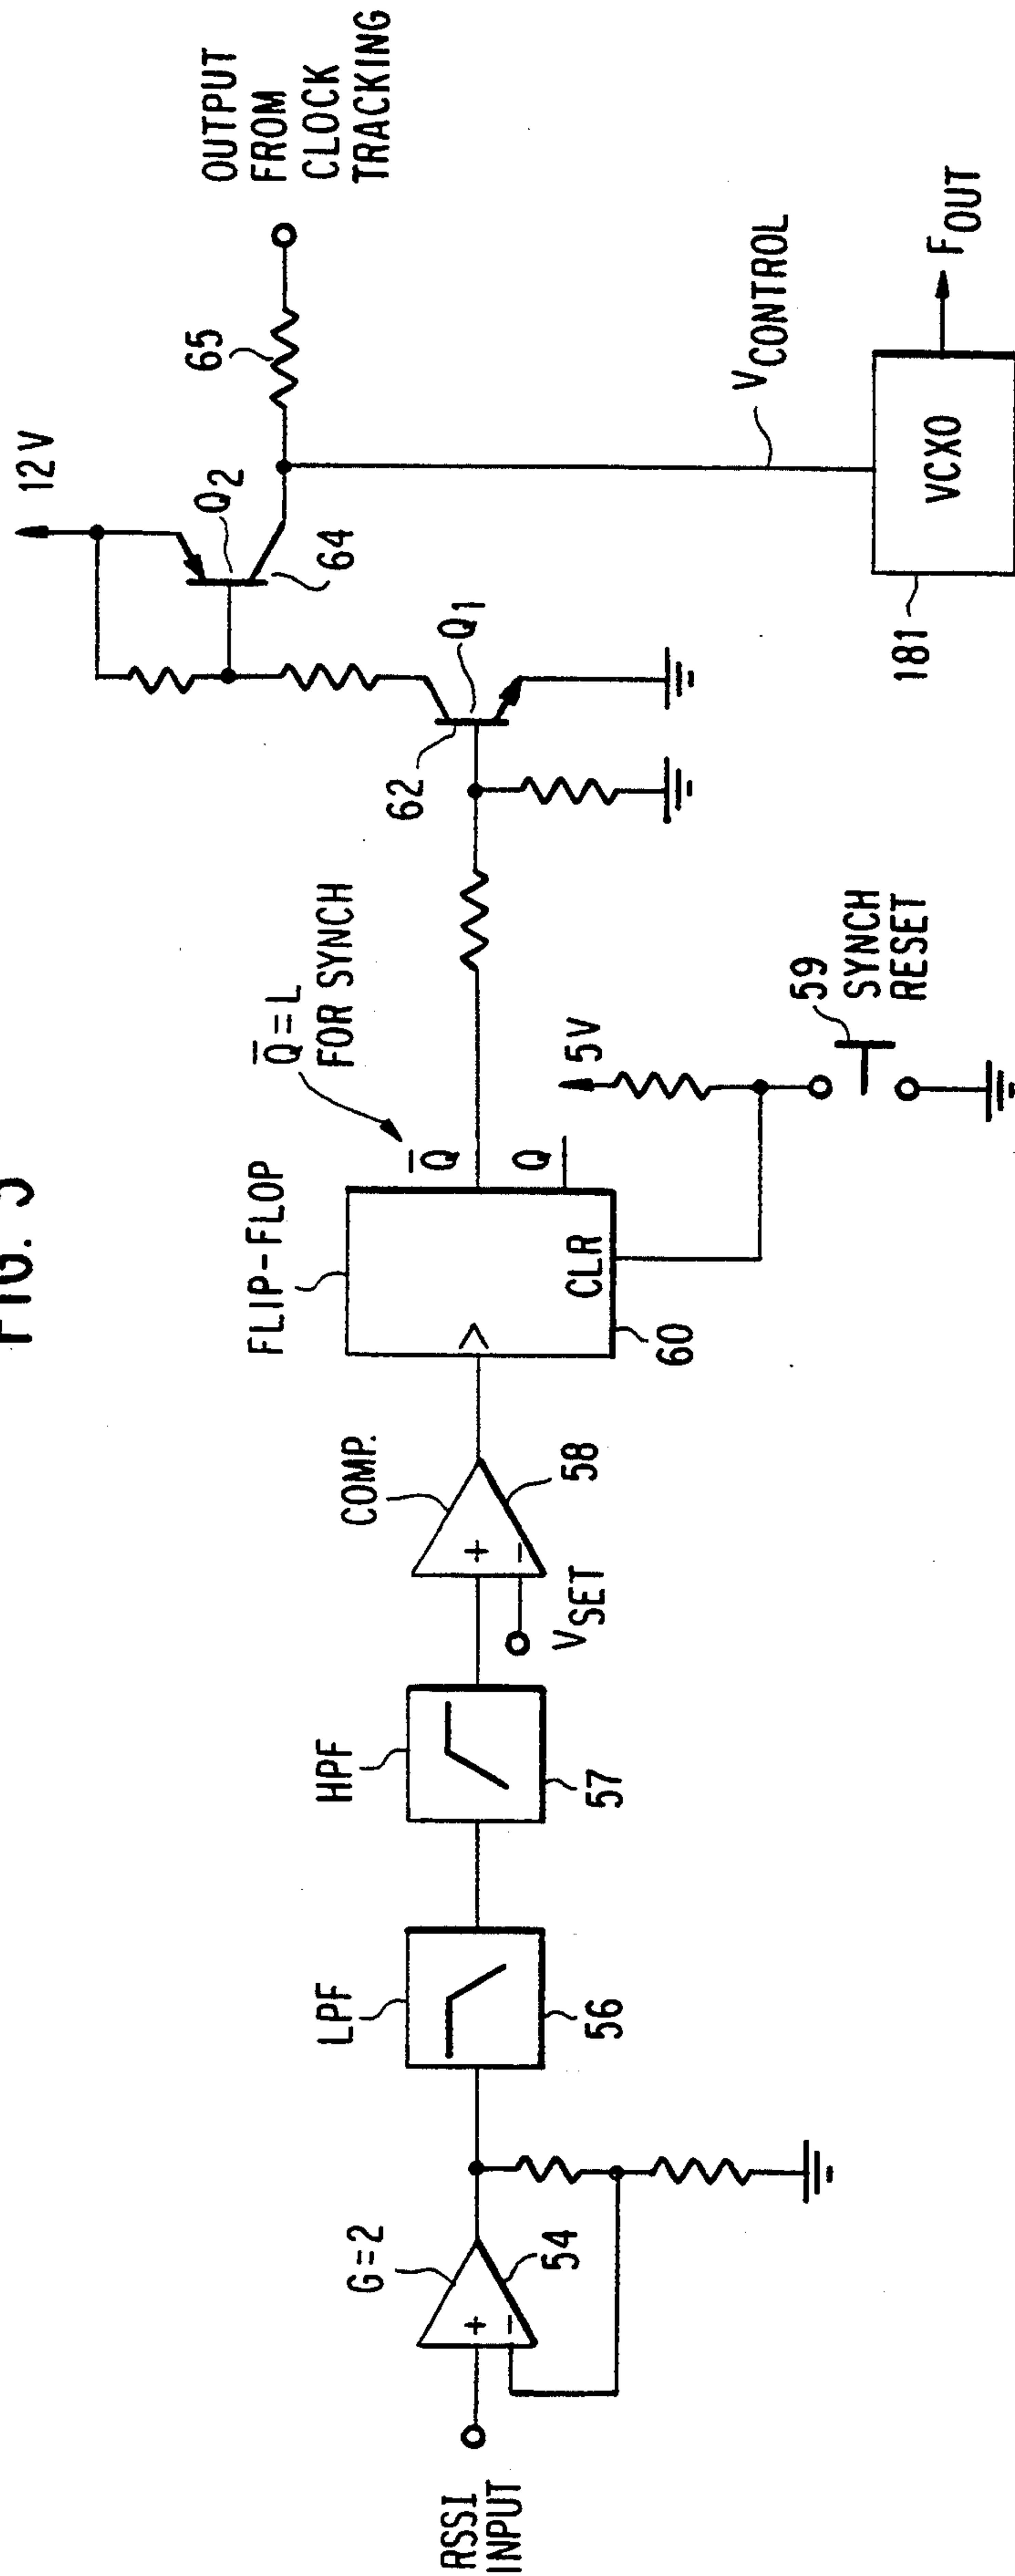 FIG. 5
RSSI
INPUT
G=2
+
−
54
LPF
56
HPF
57
COMP.
+
−
58
VSET
FLIP-FLOP
Q̅
Q
CLR
60
Q̅ = L
FOR SYNCH
5V
59
SYNCH
RESET
62
Q1
12V
Q2
64
65
OUTPUT
FROM
CLOCK
TRACKING
VCONTROL
VCXO
181
FOUT